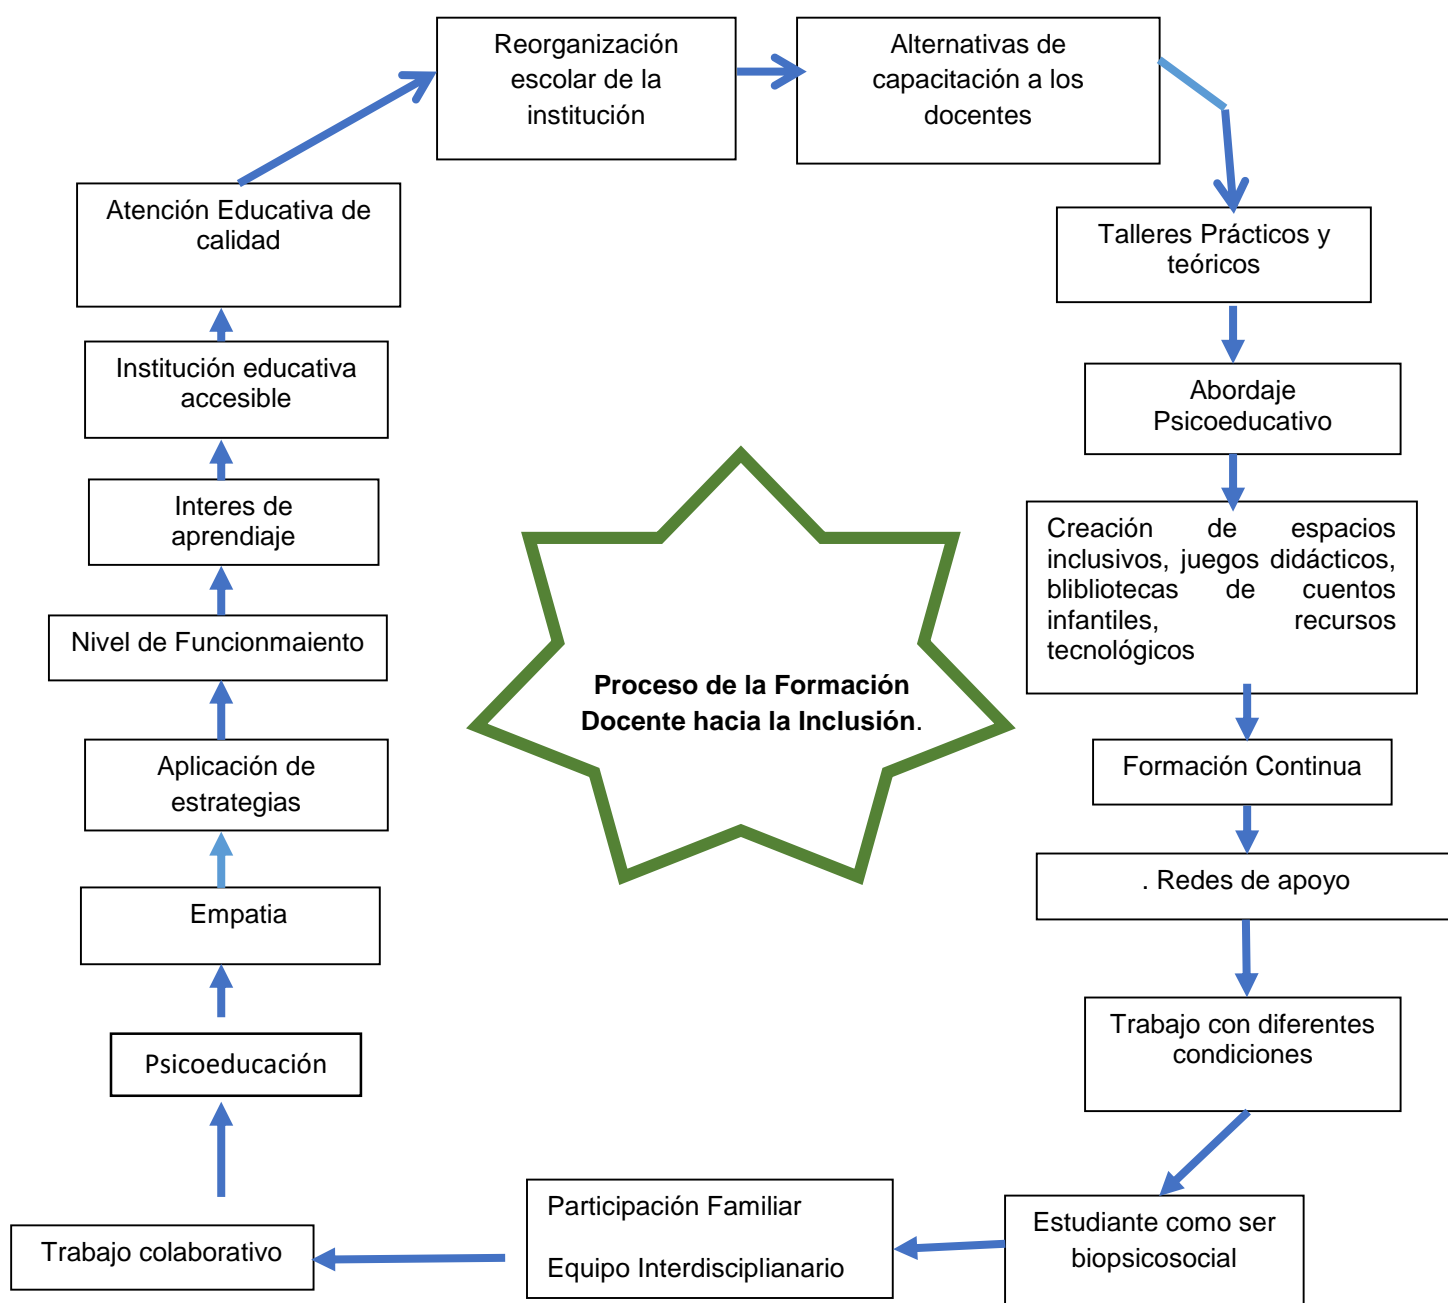 Reorganización
escolar de la
institución
Alternativas de
capacitación a los
docentes
Talleres Prácticos y
teóricos
Abordaje
Psicoeducativo
Creación de espacios
inclusivos, juegos didácticos,
blibliotecas de cuentos
infantiles, recursos
tecnológicos
Formación Continua
. Redes de apoyo
Trabajo con diferentes
condiciones
Estudiante como ser
biopsicosocial
Participación Familiar
Equipo Interdisciplianario
Trabajo colaborativo
Psicoeducación
Empatia
Aplicación de
estrategias
Nivel de Funcionmaiento
Interes de
aprendiaje
Institución educativa
accesible
Atención Educativa de
calidad
Proceso de la Formación
Docente hacia la Inclusión.